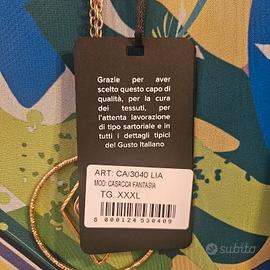 Grazie per aver
scelto questo capo di
qualità, per la cura
dei tessuti, per
l'attenta lavorazione
di tipo sartoriale e in
tutti i dettagli tipici
del Gusto Italiano
ART: CA/3040 LIA
MOD: CASACCA FANTASIA
TG. XXXL
S 000124 530409
subito